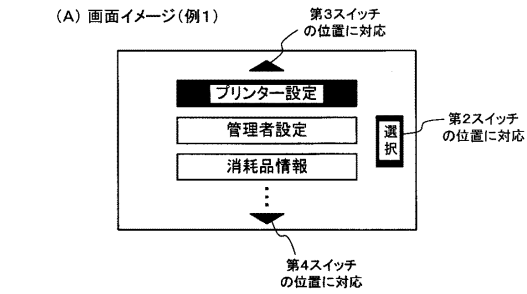 (A) 画面イメージ(例1)
第3スイッチ
の位置に対応
プリンター設定
管理者設定
消耗品情報
選択
第2スイッチ
の位置に対応
第4スイッチ
の位置に対応